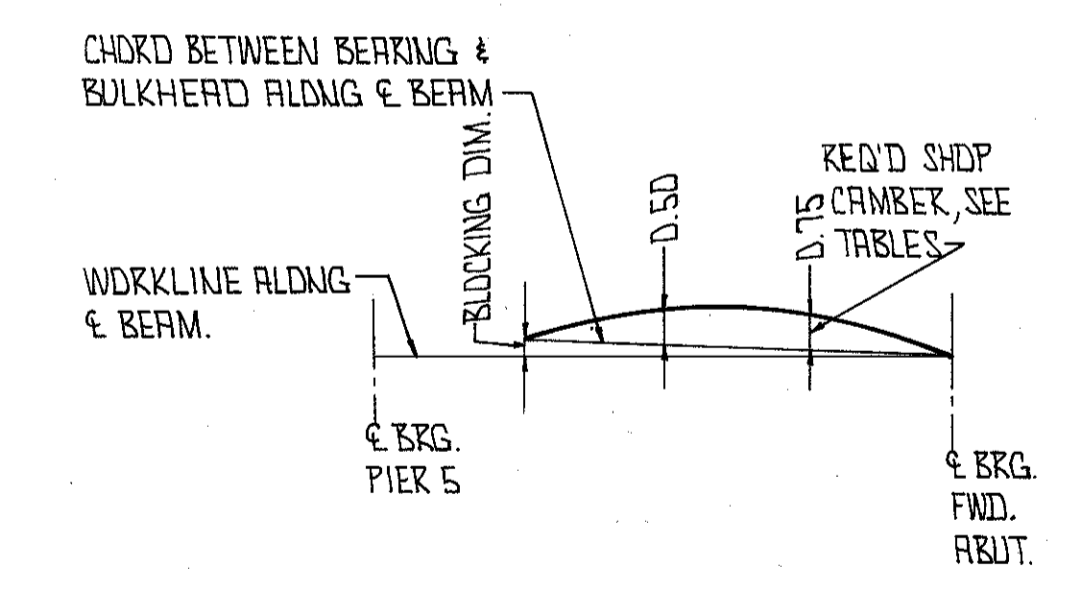 CHORD BETWEEN BEARING &
BULKHEAD ALONG ℄ BEAM
BLOCKING DIM.
0.50
0.75
REQ'D SHOP
CAMBER, SEE
TABLES
WORKLINE ALONG
℄ BEAM.
℄ BRG.
PIER 5
℄ BRG.
FWD.
ABUT.